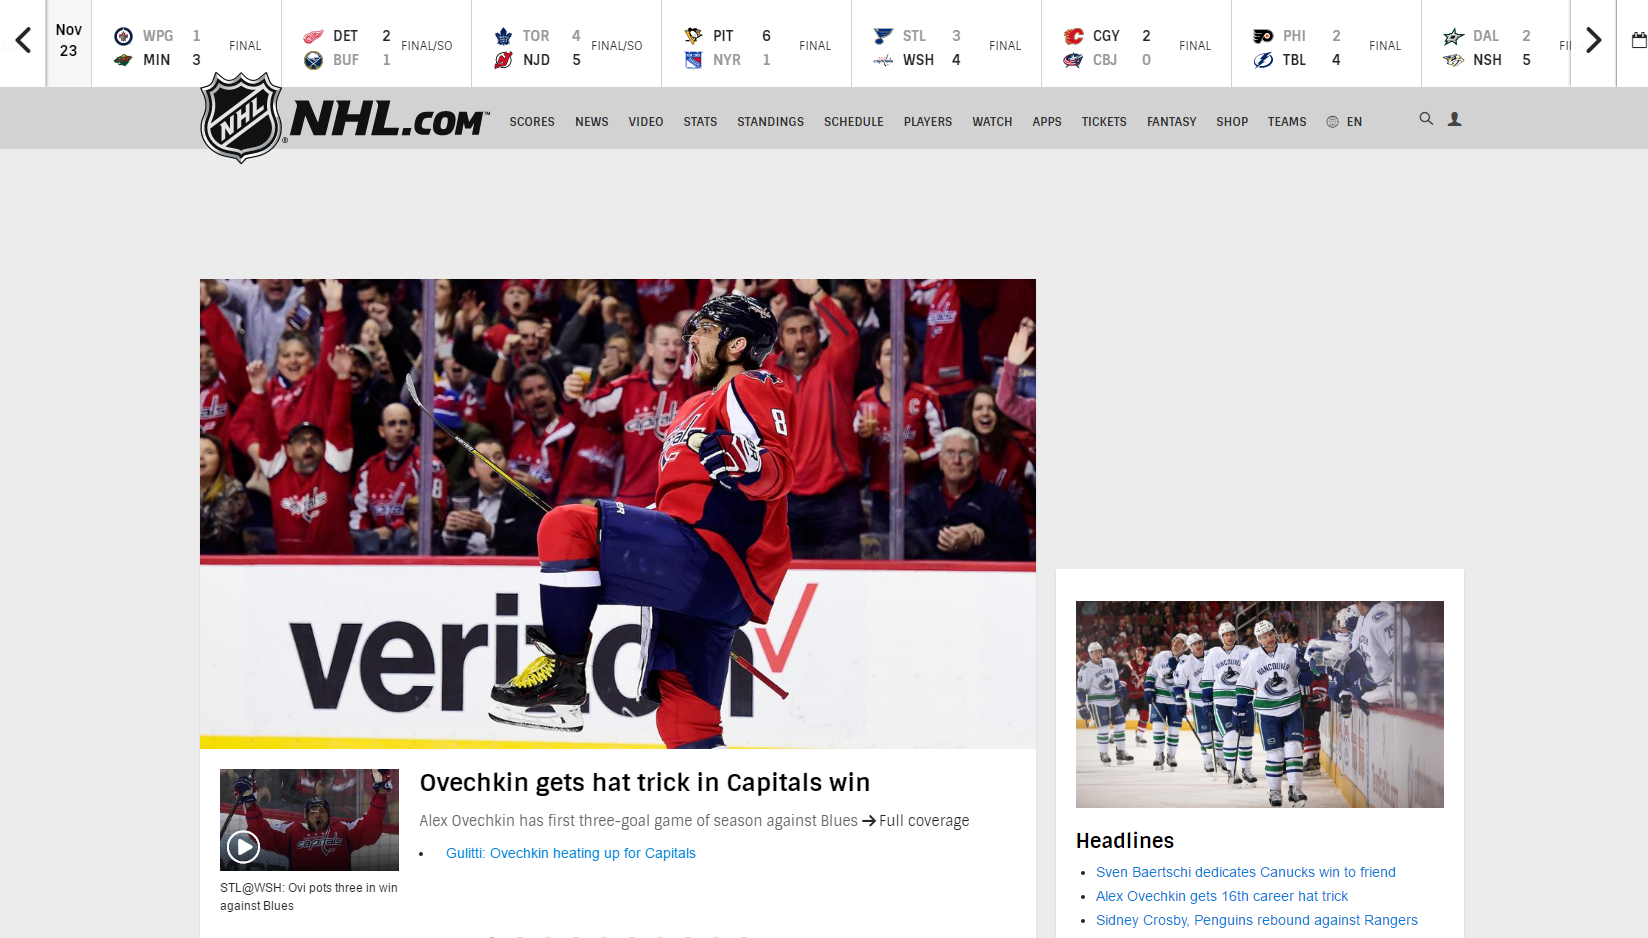 Nov
23
WPG 1
MIN 3
FINAL
DET 2
BUF 1
FINAL/SO
TOR 4
NJD 5
FINAL/SO
PIT 6
NYR 1
FINAL
STL 3
WSH 4
FINAL
CGY 2
CBJ 0
FINAL
PHI 2
TBL 4
FINAL
DAL 2
NSH 5
FI
NHL
NHL.COM™
SCORES NEWS VIDEO STATS STANDINGS SCHEDULE PLAYERS WATCH APPS TICKETS FANTASY SHOP TEAMS EN
8
C
verizon
VANCOUVER
VANCOUVER
Ovechkin gets hat trick in Capitals win
Alex Ovechkin has first three-goal game of season against Blues → Full coverage
• Gulitti: Ovechkin heating up for Capitals
capitals
STL@WSH: Ovi pots three in win
against Blues
Headlines
• Sven Baertschi dedicates Canucks win to friend
• Alex Ovechkin gets 16th career hat trick
• Sidney Crosby, Penguins rebound against Rangers